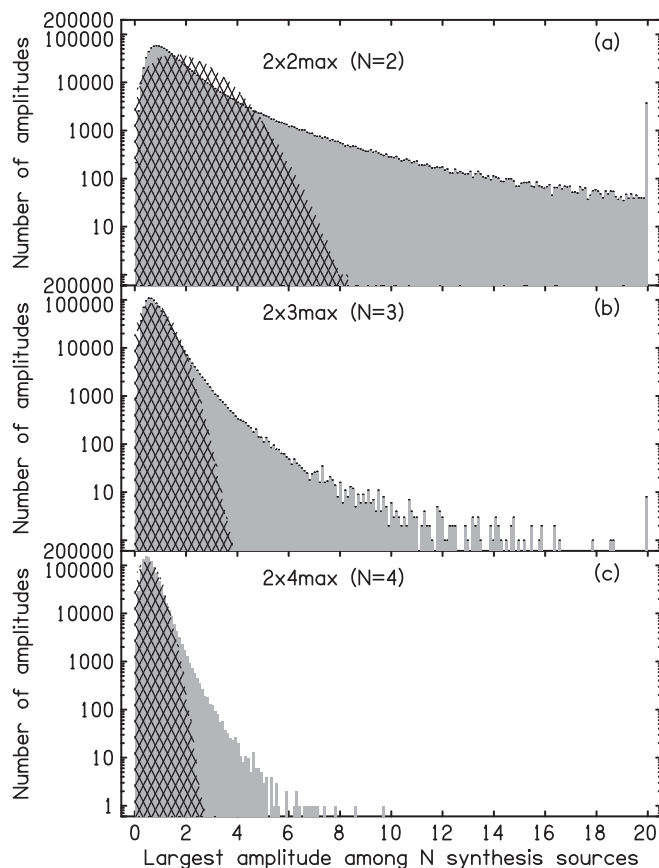 200000
100000
10000
1000
100
10
Number of amplitudes
2x2max (N=2)
(a)
200000
100000
10000
1000
100
10
Number of amplitudes
2x3max (N=3)
(b)
200000
100000
10000
1000
100
10
1
Number of amplitudes
2x4max (N=4)
(c)
0 2 4 6 8 10 12 14 16 18 20
Largest amplitude among N synthesis sources